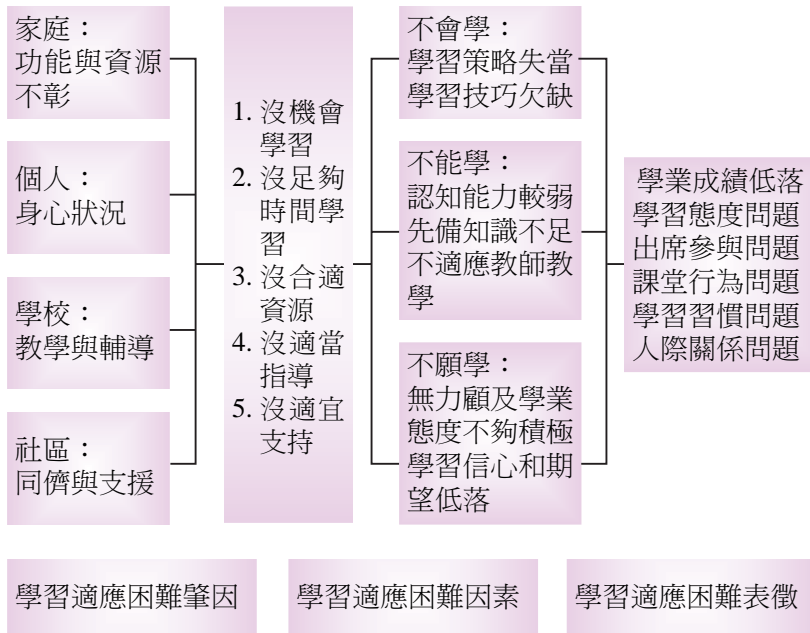 家庭：
功能與資源
不彰
個人：
身心狀況
學校：
教學與輔導
社區：
同儕與支援
1. 沒機會
學習
2. 沒足夠
時間學
習
3. 沒合適
資源
4. 沒適當
指導
5. 沒適宜
支持
不會學：
學習策略失當
學習技巧欠缺
不能學：
認知能力較弱
先備知識不足
不適應教師教
學
不願學：
無力顧及學業
態度不夠積極
學習信心和期
望低落
學業成績低落
學習態度問題
出席參與問題
課堂行為問題
學習習慣問題
人際關係問題
學習適應困難肇因
學習適應困難因素
學習適應困難表徵